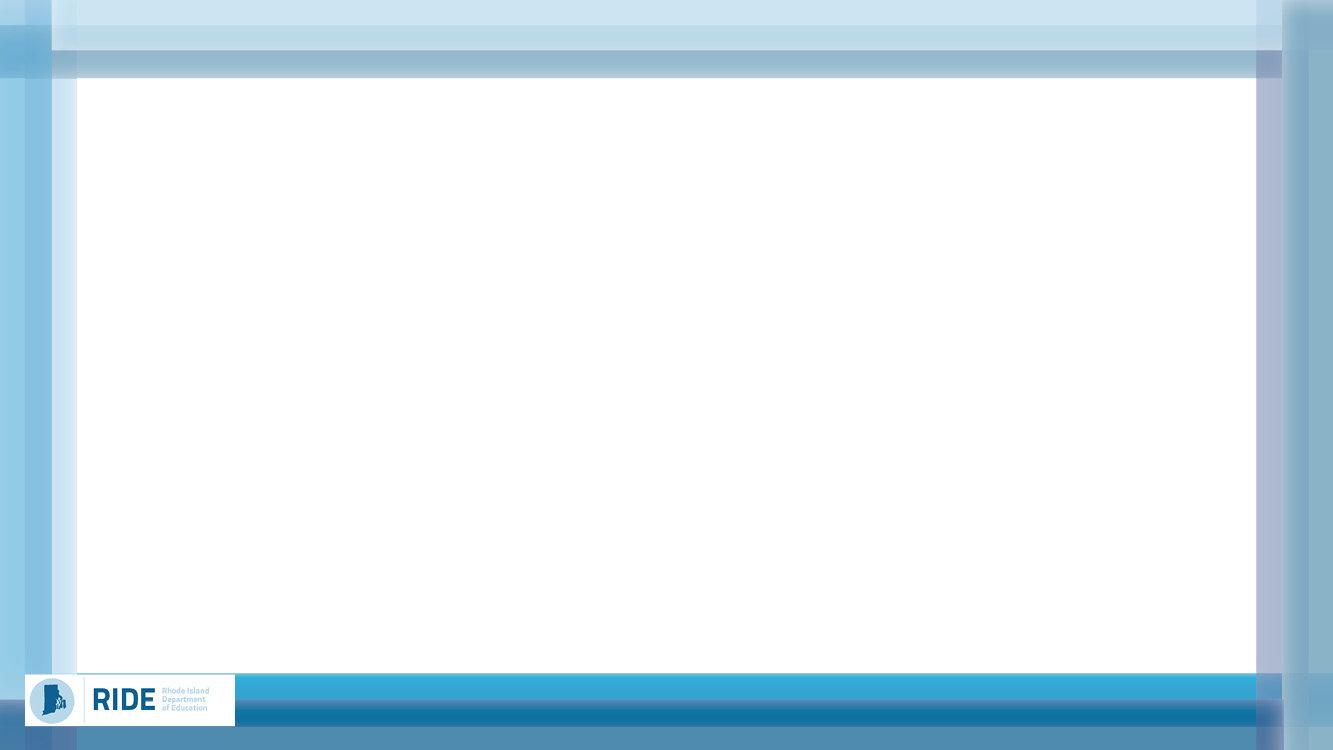 RIDE
Rhode Island
Department
of Education